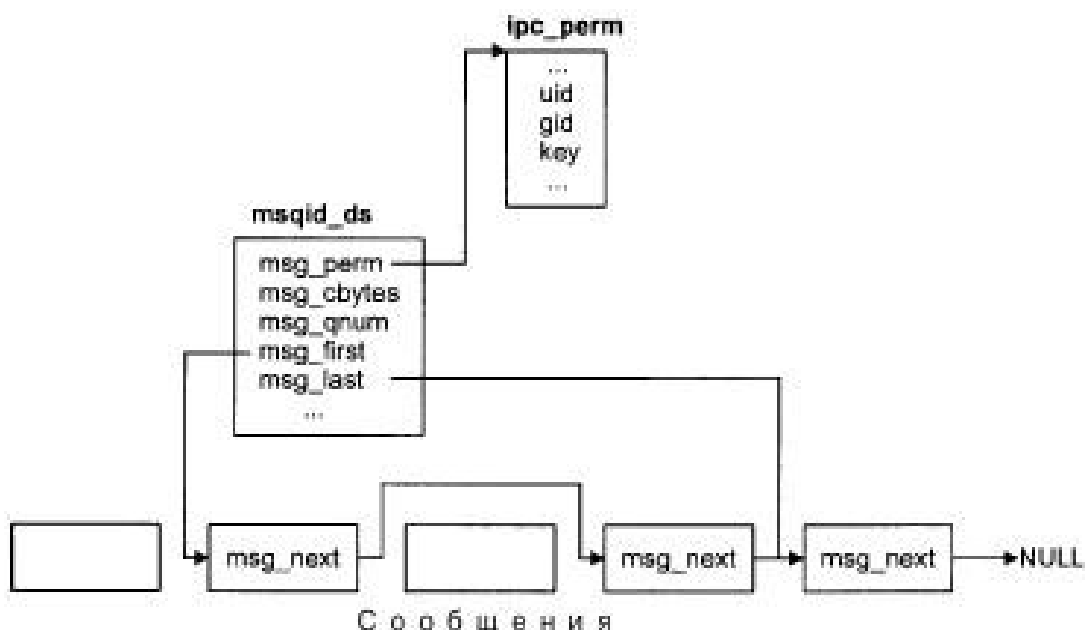 ipc_perm
...
uid
gid
key
...
msqid_ds
msg_perm
msg_cbytes
msg_qnum
msg_first
msg_last
...
msg_next
msg_next
msg_next
NULL
Сообщения